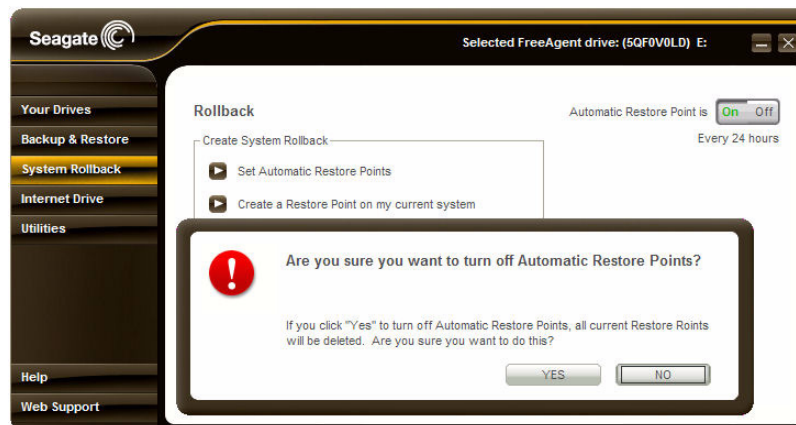 Seagate
Selected FreeAgent drive: (5QF0V0LD) E:
Your Drives
Backup & Restore
System Rollback
Internet Drive
Utilities
Help
Web Support
Rollback
Automatic Restore Point is On Off
Every 24 hours
Create System Rollback
Set Automatic Restore Points
Create a Restore Point on my current system
Are you sure you want to turn off Automatic Restore Points?
If you click "Yes" to turn off Automatic Restore Points, all current Restore Roints
will be deleted. Are you sure you want to do this?
YES
NO